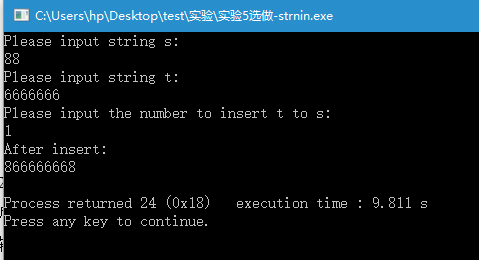 C:\Users\hp\Desktop\test\实验\实验5选做-strnin.exe
Please input string s:
88
Please input string t:
6666666
Please input the number to insert t to s:
1
After insert:
866666668
Process returned 24 (0x18)   execution time : 9.811 s
Press any key to continue.